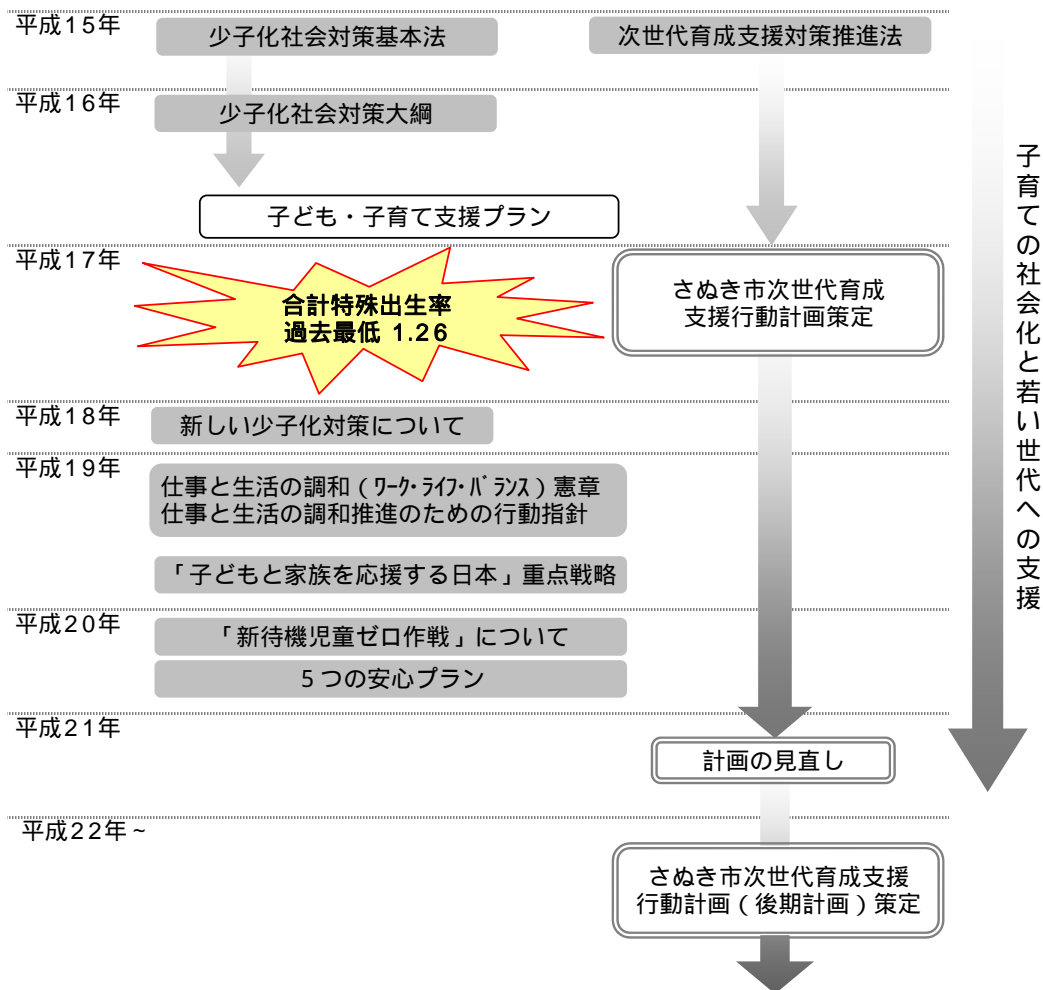 平成15年
少子化社会対策基本法
次世代育成支援対策推進法
平成16年
少子化社会対策大綱
子ども・子育て支援プラン
平成17年
合計特殊出生率
過去最低 1.26
さぬき市次世代育成
支援行動計画策定
平成18年
新しい少子化対策について
平成19年
仕事と生活の調和（ﾜｰｸ･ﾗｲﾌ･ﾊﾞﾗﾝｽ）憲章
仕事と生活の調和推進のための行動指針
「子どもと家族を応援する日本」重点戦略
平成20年
「新待機児童ゼロ作戦」について
5つの安心プラン
平成21年
計画の見直し
平成22年～
さぬき市次世代育成支援
行動計画（後期計画）策定
子育ての社会化と若い世代への支援